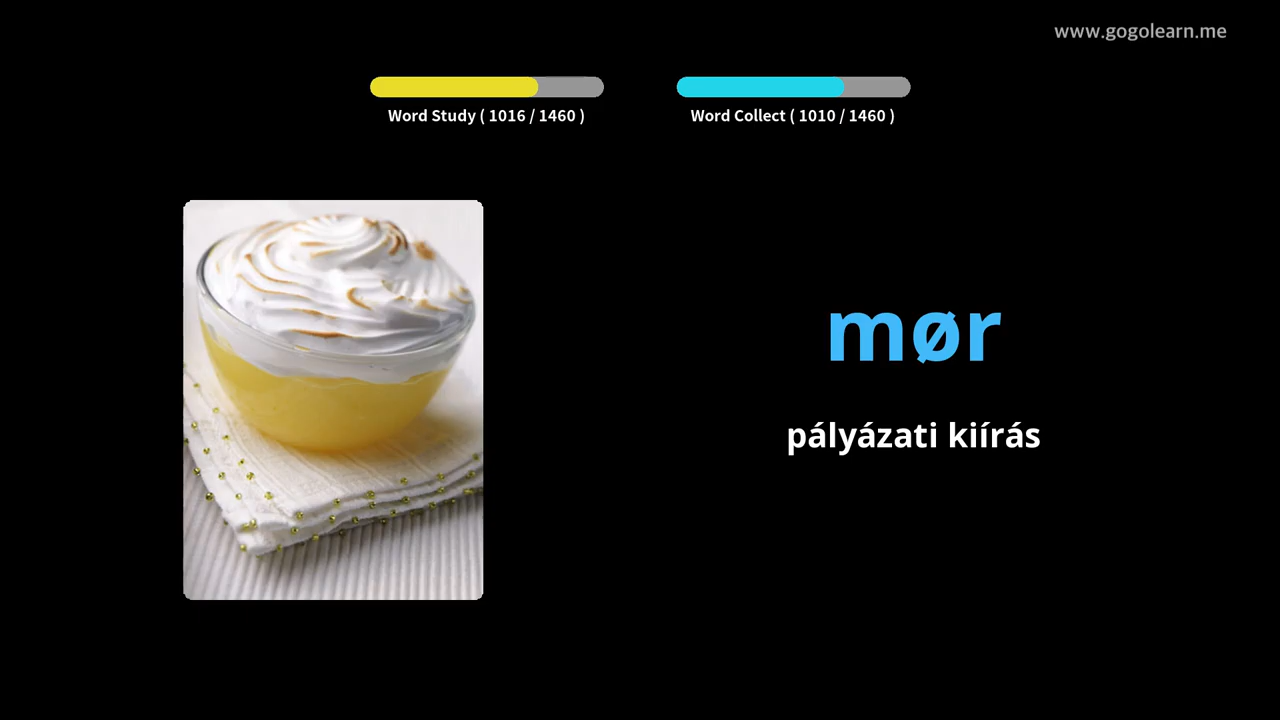 www.gogolearn.me
Word Study ( 1016 / 1460 )
Word Collect ( 1010 / 1460 )
mør
pályázati kiírás